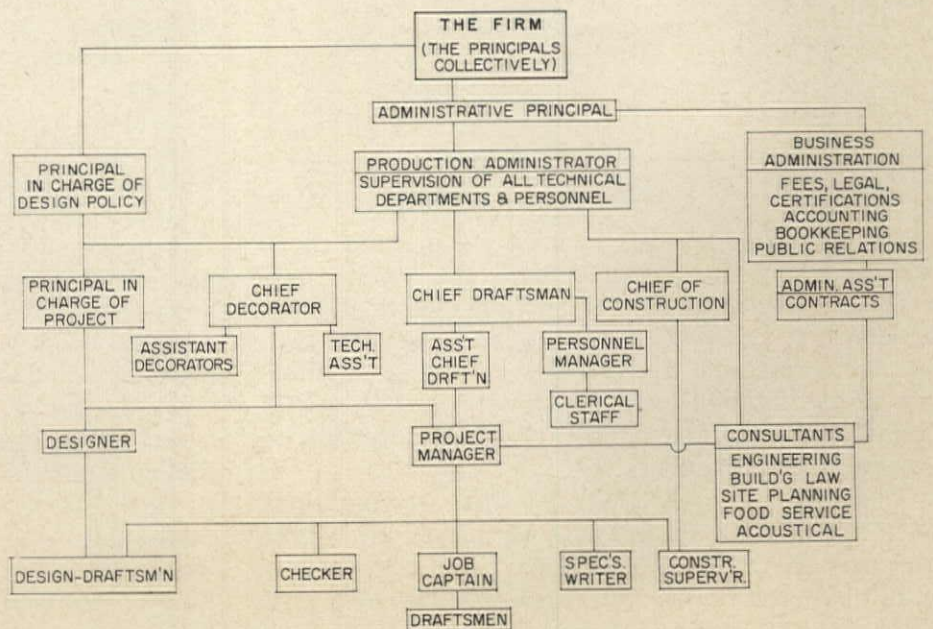 THE FIRM
(THE PRINCIPALS
COLLECTIVELY)
ADMINISTRATIVE PRINCIPAL
PRINCIPAL
IN CHARGE OF
DESIGN POLICY
PRODUCTION ADMINISTRATOR
SUPERVISION OF ALL TECHNICAL
DEPARTMENTS & PERSONNEL
BUSINESS
ADMINISTRATION
FEES, LEGAL,
CERTIFICATIONS
ACCOUNTING
BOOKKEEPING
PUBLIC RELATIONS
PRINCIPAL IN
CHARGE OF
PROJECT
CHIEF
DECORATOR
CHIEF DRAFTSMAN
CHIEF OF
CONSTRUCTION
ADMIN. ASS'T
CONTRACTS
ASSISTANT
DECORATORS
TECH.
ASS'T
ASS'T
CHIEF
DRFT'N.
PERSONNEL
MANAGER
CLERICAL
STAFF
DESIGNER
PROJECT
MANAGER
CONSULTANTS
ENGINEERING
BUILD'G LAW
SITE PLANNING
FOOD SERVICE
ACOUSTICAL
DESIGN-DRAFTSM'N
CHECKER
JOB
CAPTAIN
SPEC'S.
WRITER
CONSTR.
SUPERV'R.
DRAFTSMEN